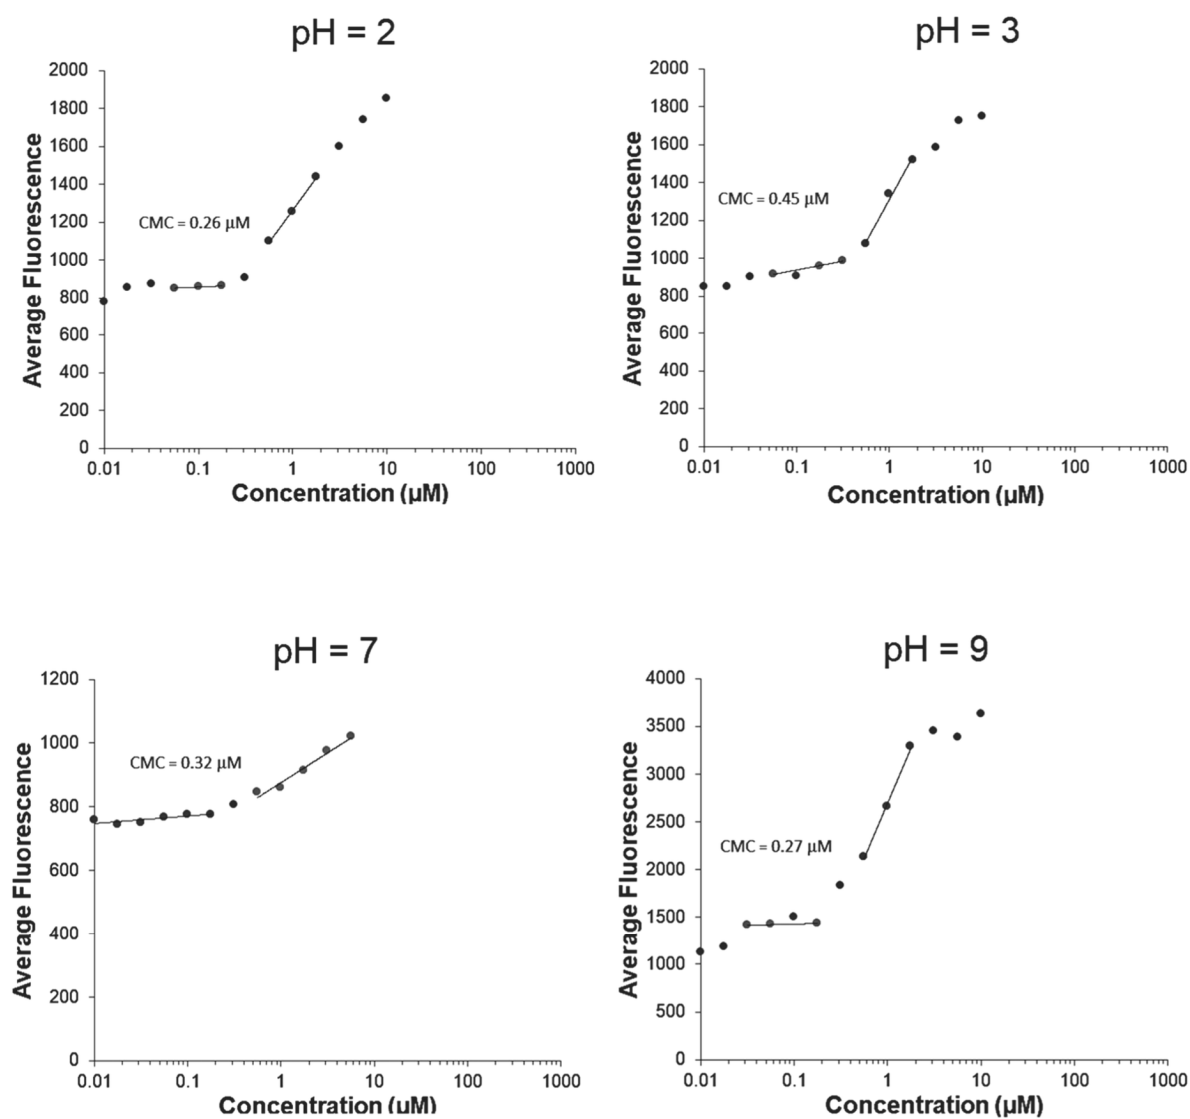 pH = 2
2000
1800
1600
1400
1200
1000
800
600
400
200
0
Average Fluorescence
CMC = 0.26 µM
0.01 0.1 1 10 100 1000
Concentration (µM)
pH = 3
2000
1800
1600
1400
1200
1000
800
600
400
200
0
Average Fluorescence
CMC = 0.45 µM
0.01 0.1 1 10 100 1000
Concentration (µM)
pH = 7
1200
1000
800
600
400
200
0
Average Fluorescence
CMC = 0.32 µM
0.01 0.1 1 10 100 1000
Concentration (µM)
pH = 9
4000
3500
3000
2500
2000
1500
1000
500
0
Average Fluorescence
CMC = 0.27 µM
0.01 0.1 1 10 100 1000
Concentration (µM)